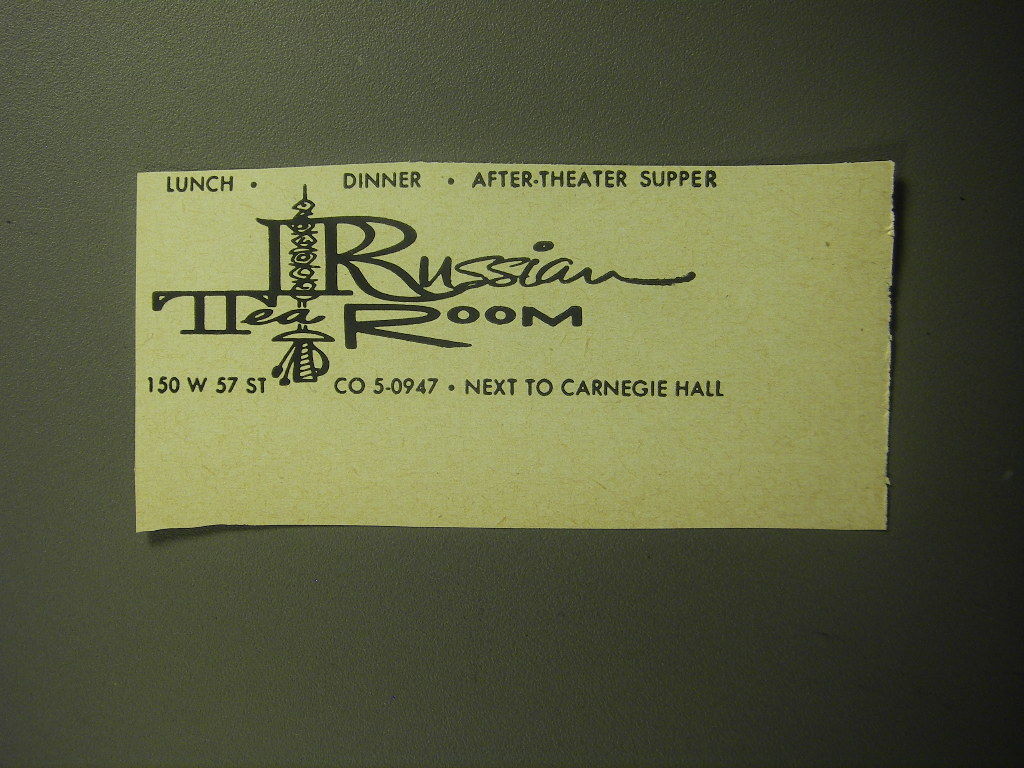 LUNCH • DINNER • AFTER-THEATER SUPPER
Russian
Tea ROOM
150 W 57 ST CO 5-0947 • NEXT TO CARNEGIE HALL